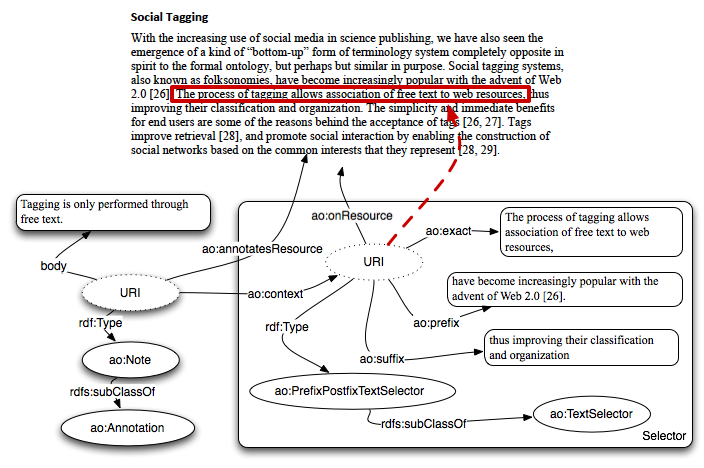 Social Tagging
With the increasing use of social media in science publishing, we have also seen the
emergence of a kind of “bottom-up” form of terminology system completely opposite in
spirit to the formal ontology, but perhaps but similar in purpose. Social tagging systems,
also known as folksonomies, have become increasingly popular with the advent of Web
2.0 [26]. The process of tagging allows association of free text to web resources, thus
improving their classification and organization. The simplicity and immediate benefits
for end users are some of the reasons behind the acceptance of tags [26, 27]. Tags
improve retrieval [28], and promote social interaction by enabling the construction of
social networks based on the common interests that they represent [28, 29].
Tagging is only performed through
free text.
body
URI
rdf:Type
ao:Note
rdfs:subClassOf
ao:Annotation
ao:annotatesResource
ao:context
ao:onResource
URI
ao:exact
The process of tagging allows
association of free text to web
resources,
ao:prefix
have become increasingly popular with the
advent of Web 2.0 [26].
ao:suffix
thus improving their classification
and organization
rdf:Type
ao:PrefixPostfixTextSelector
rdfs:subClassOf
ao:TextSelector
Selector